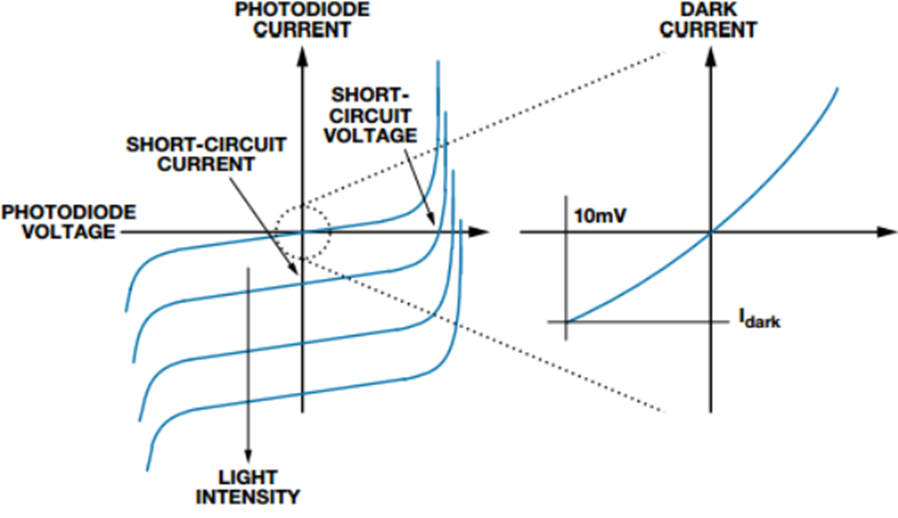 PHOTODIODE
CURRENT
DARK
CURRENT
SHORT-
CIRCUIT
VOLTAGE
SHORT-CIRCUIT
CURRENT
PHOTODIODE
VOLTAGE
10mV
Idark
LIGHT
INTENSITY